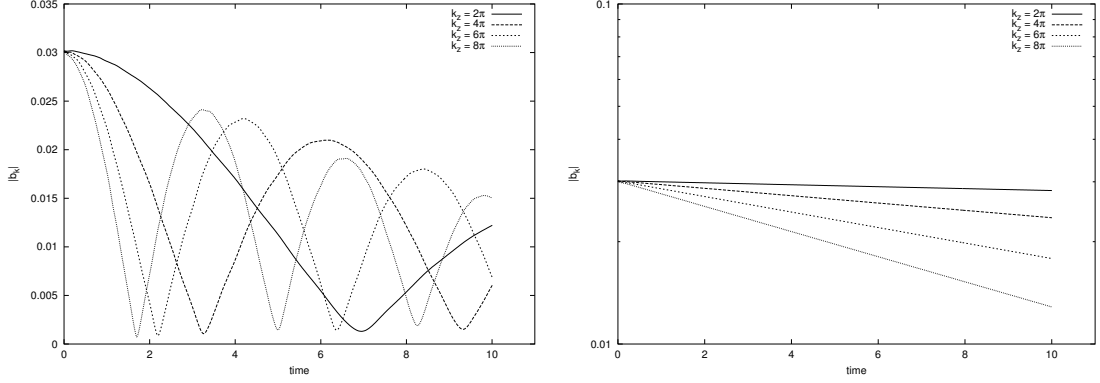 0.035
0.03
0.025
0.02
0.015
0.01
0.005
0
|b_k|
0 2 4 6 8 10
time
k_z = 2π
k_z = 4π
k_z = 6π
k_z = 8π
0.1
0.01
|b_k|
0 2 4 6 8 10
time
k_z = 2π
k_z = 4π
k_z = 6π
k_z = 8π